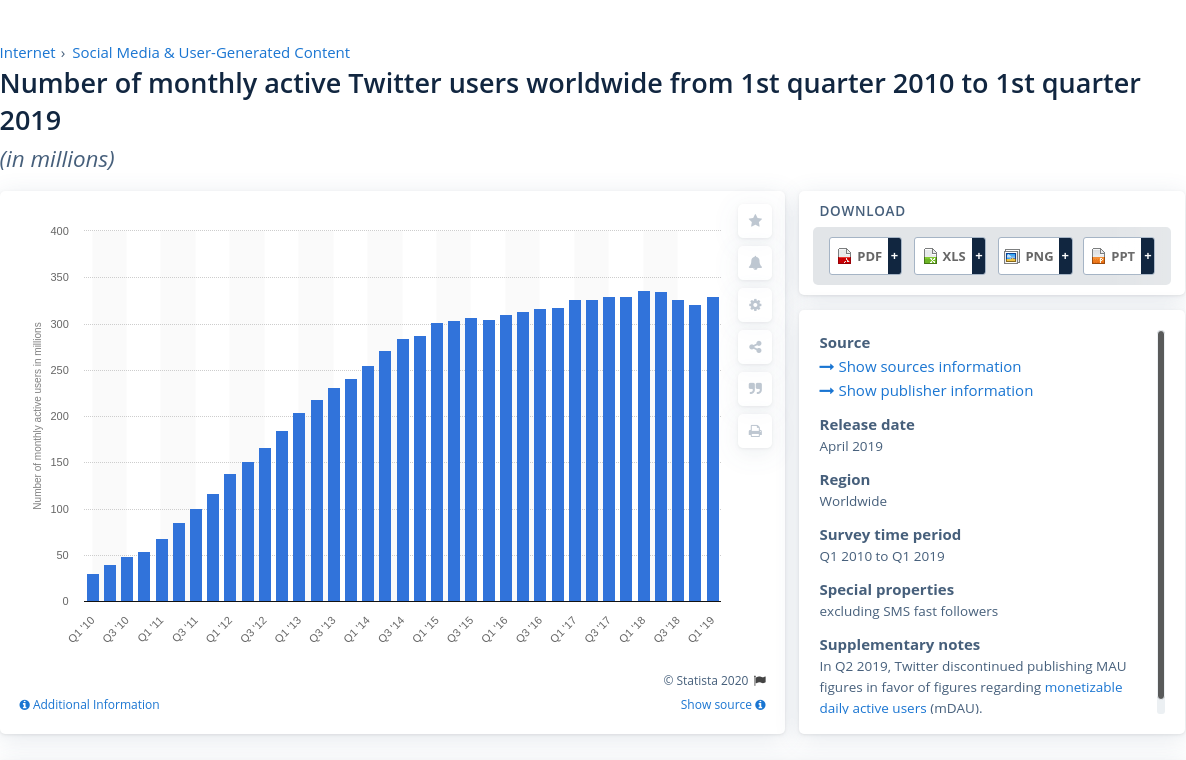 Internet › Social Media & User-Generated Content
Number of monthly active Twitter users worldwide from 1st quarter 2010 to 1st quarter
2019
(in millions)
Number of monthly active users in millions
400
350
300
250
200
150
100
50
0
Q1 '10
Q3 '10
Q1 '11
Q3 '11
Q1 '12
Q3 '12
Q1 '13
Q3 '13
Q1 '14
Q3 '14
Q1 '15
Q3 '15
Q1 '16
Q3 '16
Q1 '17
Q3 '17
Q1 '18
Q3 '18
Q1 '19
© Statista 2020
Additional Information
Show source
DOWNLOAD
PDF +
XLS +
PNG +
PPT +
Source
Show sources information
Show publisher information
Release date
April 2019
Region
Worldwide
Survey time period
Q1 2010 to Q1 2019
Special properties
excluding SMS fast followers
Supplementary notes
In Q2 2019, Twitter discontinued publishing MAU
figures in favor of figures regarding monetizable
daily active users (mDAU).